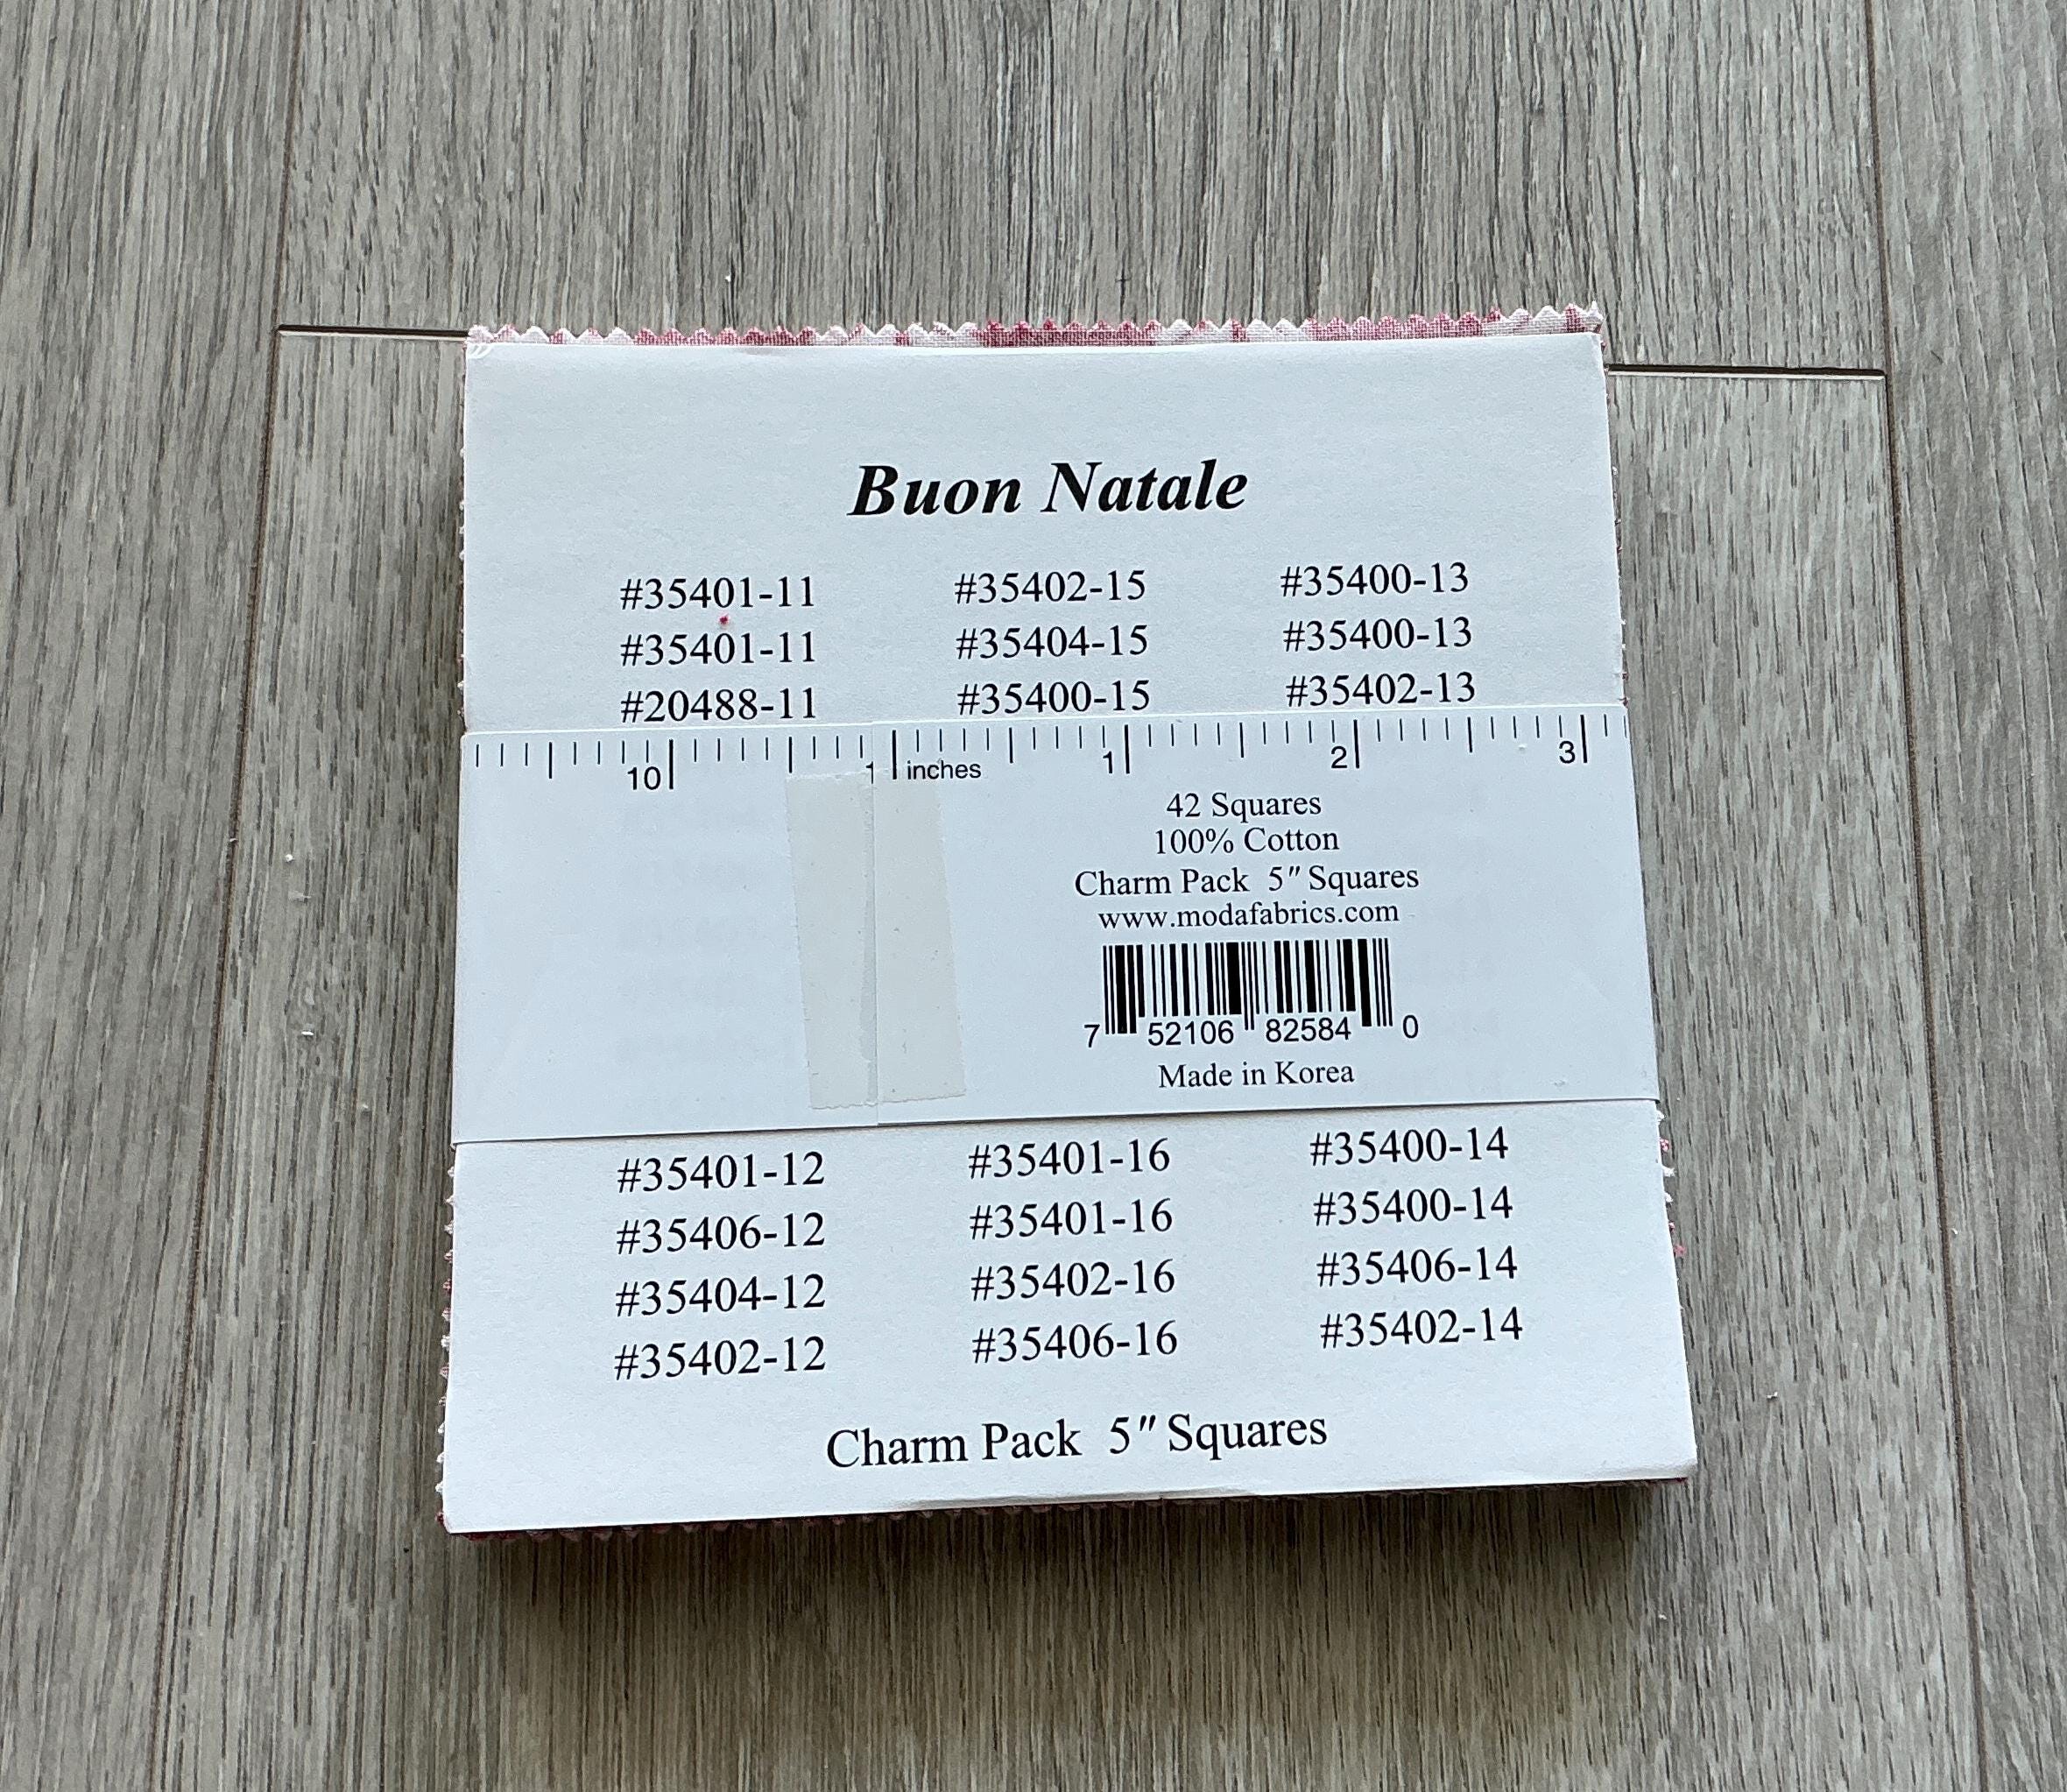 Buon Natale
#35401-11 #35402-15 #35400-13
#35401-11 #35404-15 #35400-13
#20488-11 #35400-15 #35402-13
10 1 inches 1 2 3
42 Squares
100% Cotton
Charm Pack 5" Squares
www.modafabrics.com
7 52106 82584 0
Made in Korea
#35401-12 #35401-16 #35400-14
#35406-12 #35401-16 #35400-14
#35404-12 #35402-16 #35406-14
#35402-12 #35406-16 #35402-14
Charm Pack 5" Squares